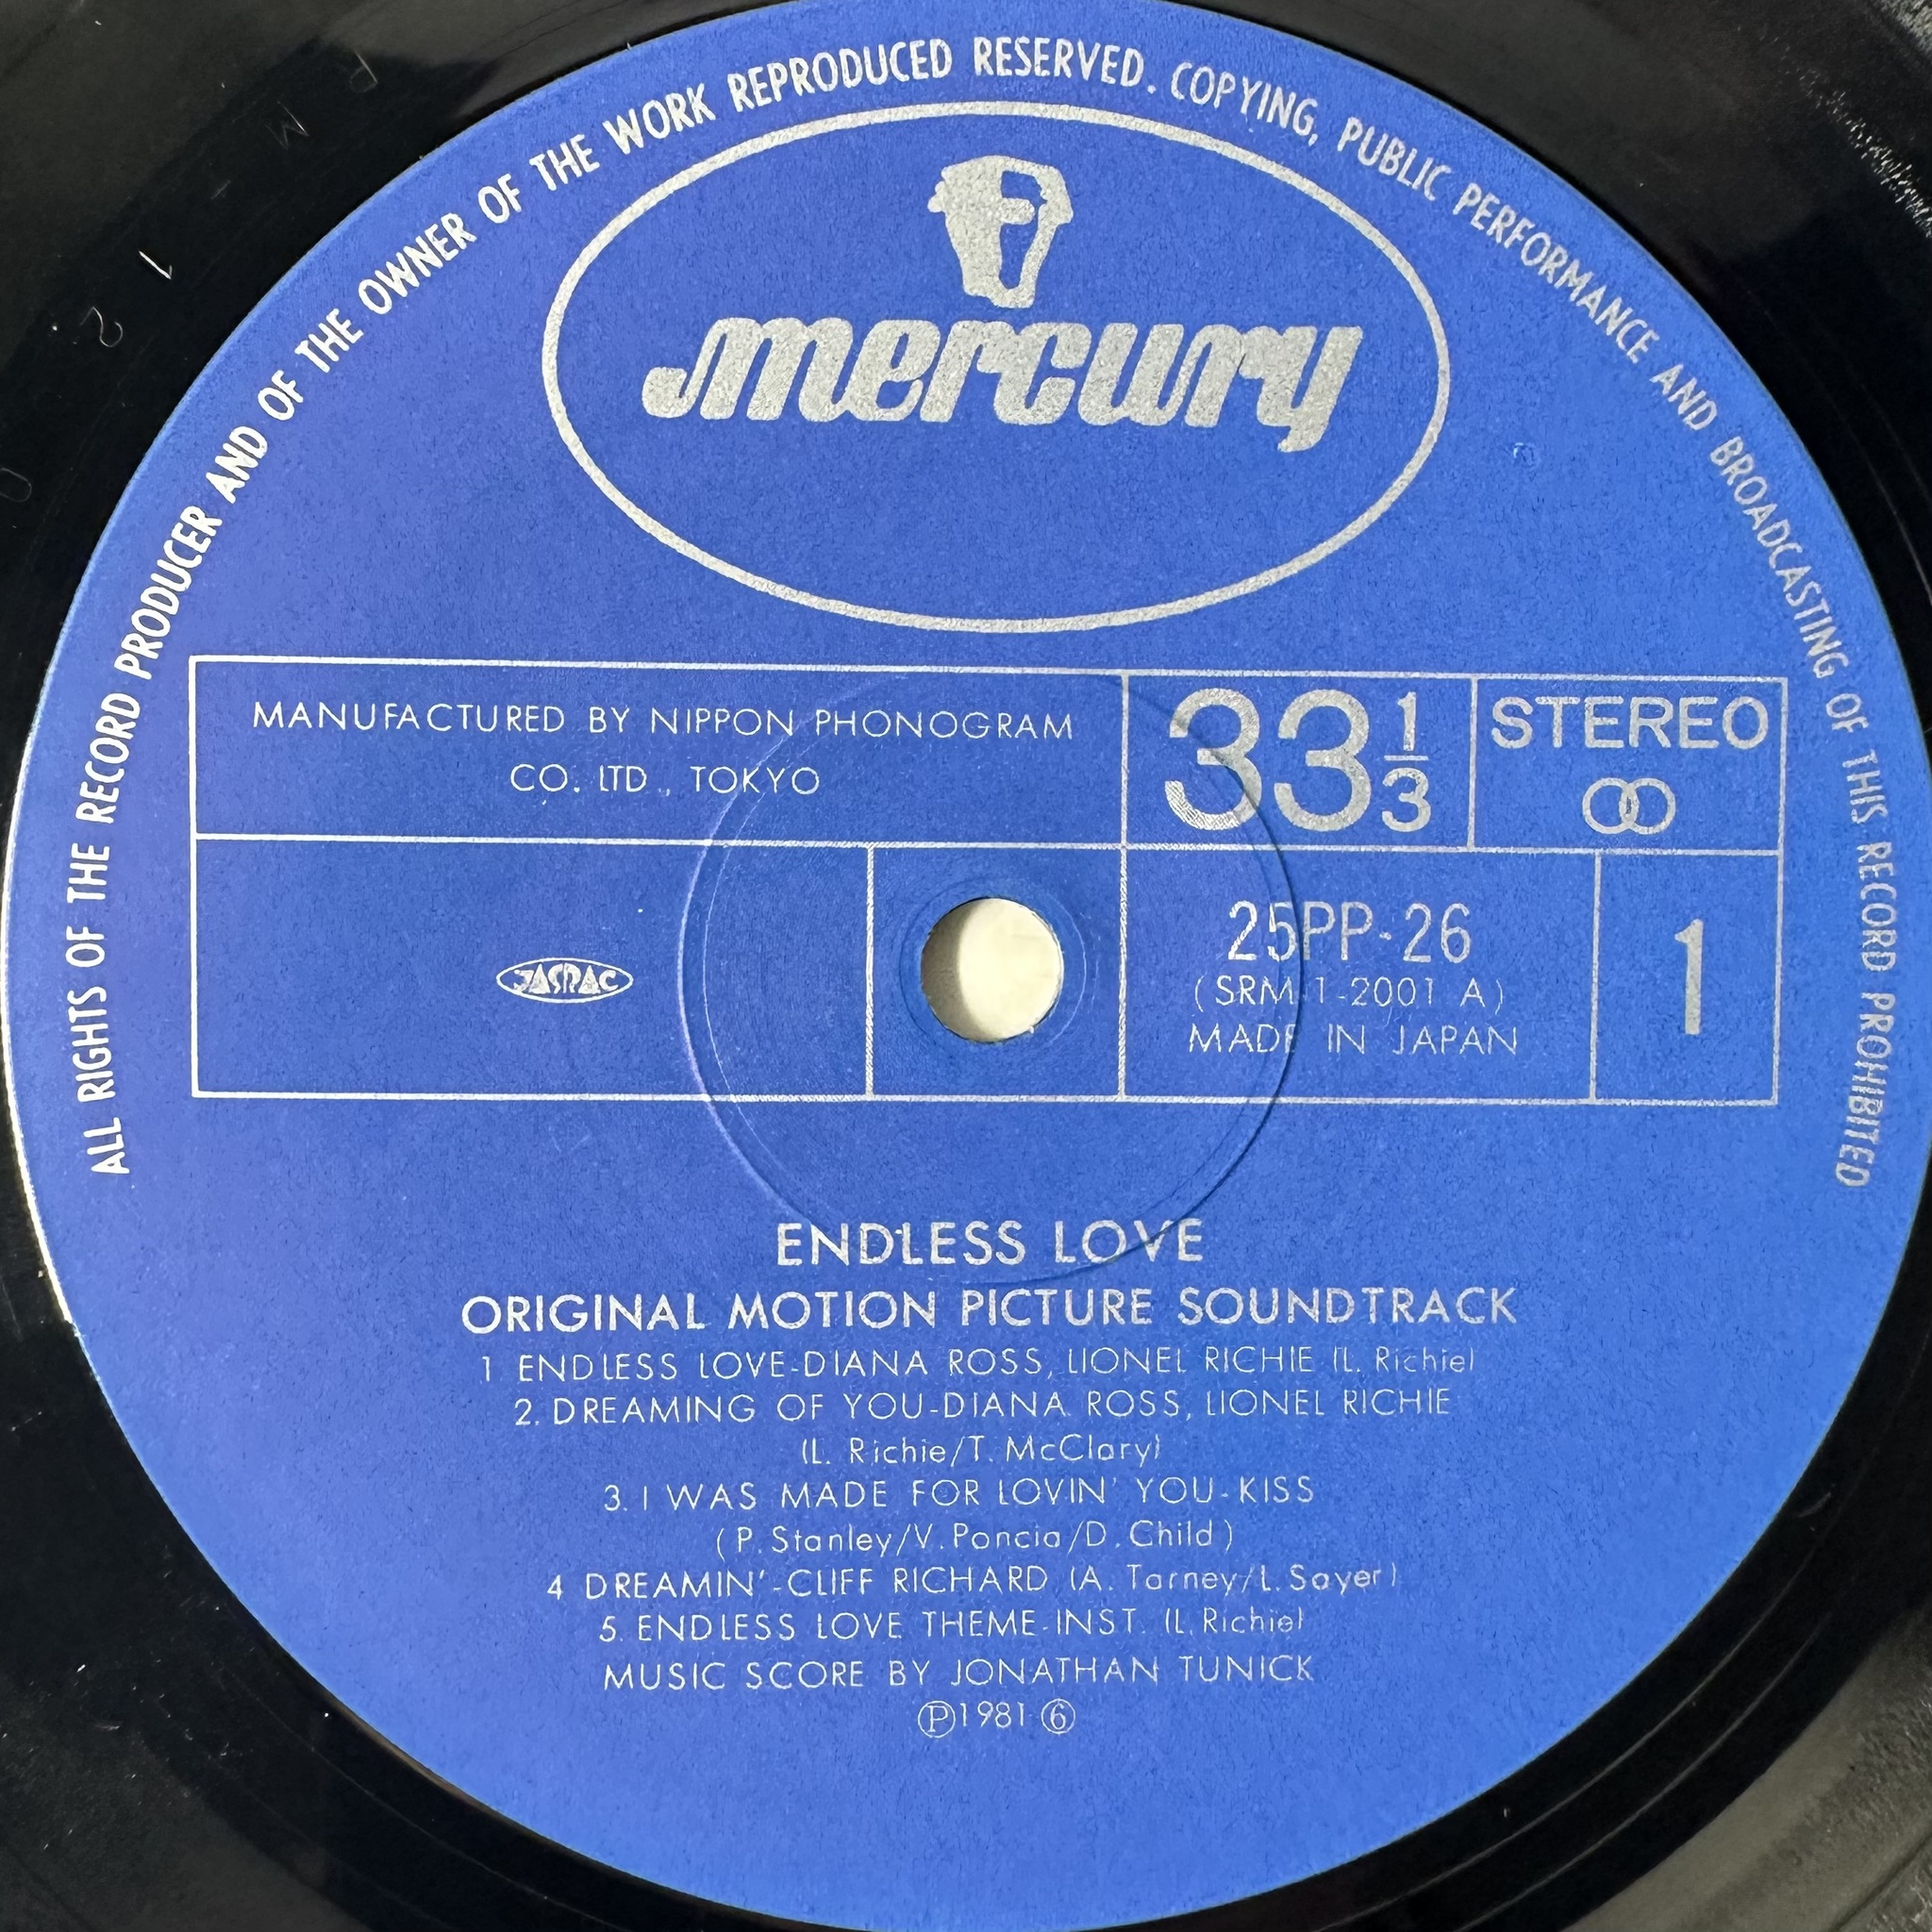 ALL RIGHTS OF THE RECORD PRODUCER AND OF THE OWNER OF THE WORK REPRODUCED RESERVED. COPYING, PUBLIC PERFORMANCE AND BROADCASTING OF THIS RECORD PROHIBITED
mercury
MANUFACTURED BY NIPPON PHONOGRAM
CO. LTD., TOKYO
33 1/3
STEREO
JASRAC
25PP-26
(SRM 1-2001 A)
MADE IN JAPAN
1
ENDLESS LOVE
ORIGINAL MOTION PICTURE SOUNDTRACK
1 ENDLESS LOVE-DIANA ROSS, LIONEL RICHIE (L. Richie)
2. DREAMING OF YOU-DIANA ROSS, LIONEL RICHIE
(L. Richie/T. McClary)
3. I WAS MADE FOR LOVIN' YOU-KISS
(P. Stanley/V. Poncia/D. Child)
4 DREAMIN'-CLIFF RICHARD (A. Tarney/L. Sayer)
5. ENDLESS LOVE THEME-INST. (L. Richie)
MUSIC SCORE BY JONATHAN TUNICK
Ⓟ1981 ⑥